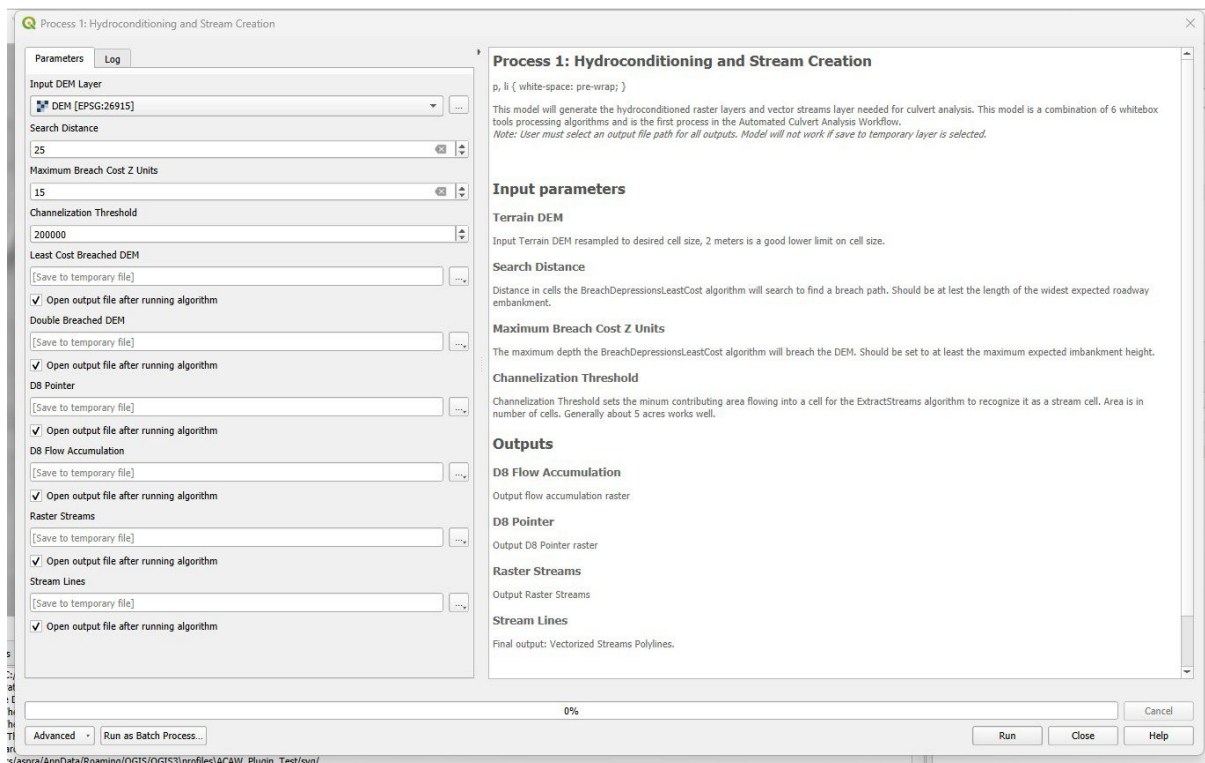 Process 1: Hydroconditioning and Stream Creation
Parameters
Log
Input DEM Layer
DEM [EPSG:26915]
...
Search Distance
25
Maximum Breach Cost Z Units
15
Channelization Threshold
200000
Least Cost Breached DEM
[Save to temporary file]
...
Open output file after running algorithm
Double Breached DEM
[Save to temporary file]
...
Open output file after running algorithm
D8 Pointer
[Save to temporary file]
...
Open output file after running algorithm
D8 Flow Accumulation
[Save to temporary file]
...
Open output file after running algorithm
Raster Streams
[Save to temporary file]
...
Open output file after running algorithm
Stream Lines
[Save to temporary file]
...
Open output file after running algorithm
Process 1: Hydroconditioning and Stream Creation
p, li { white-space: pre-wrap; }
This model will generate the hydroconditioned raster layers and vector streams layer needed for culvert analysis. This model is a combination of 6 whitebox
tools processing algorithms and is the first process in the Automated Culvert Analysis Workflow.
Note: User must select an output file path for all outputs. Model will not work if save to temporary layer is selected.
Input parameters
Terrain DEM
Input Terrain DEM resampled to desired cell size, 2 meters is a good lower limit on cell size.
Search Distance
Distance in cells the BreachDepressionsLeastCost algorithm will search to find a breach path. Should be at lest the length of the widest expected roadway
embankment.
Maximum Breach Cost Z Units
The maximum depth the BreachDepressionsLeastCost algorithm will breach the DEM. Should be set to at least the maximum expected imbankment height.
Channelization Threshold
Channelization Threshold sets the minum contributing area flowing into a cell for the ExtractStreams algorithm to recognize it as a stream cell. Area is in
number of cells. Generally about 5 acres works well.
Outputs
D8 Flow Accumulation
Output flow accumulation raster
D8 Pointer
Output D8 Pointer raster
Raster Streams
Output Raster Streams
Stream Lines
Final output: Vectorized Streams Polylines.
0%
Cancel
Advanced
Run as Batch Process...
Run
Close
Help